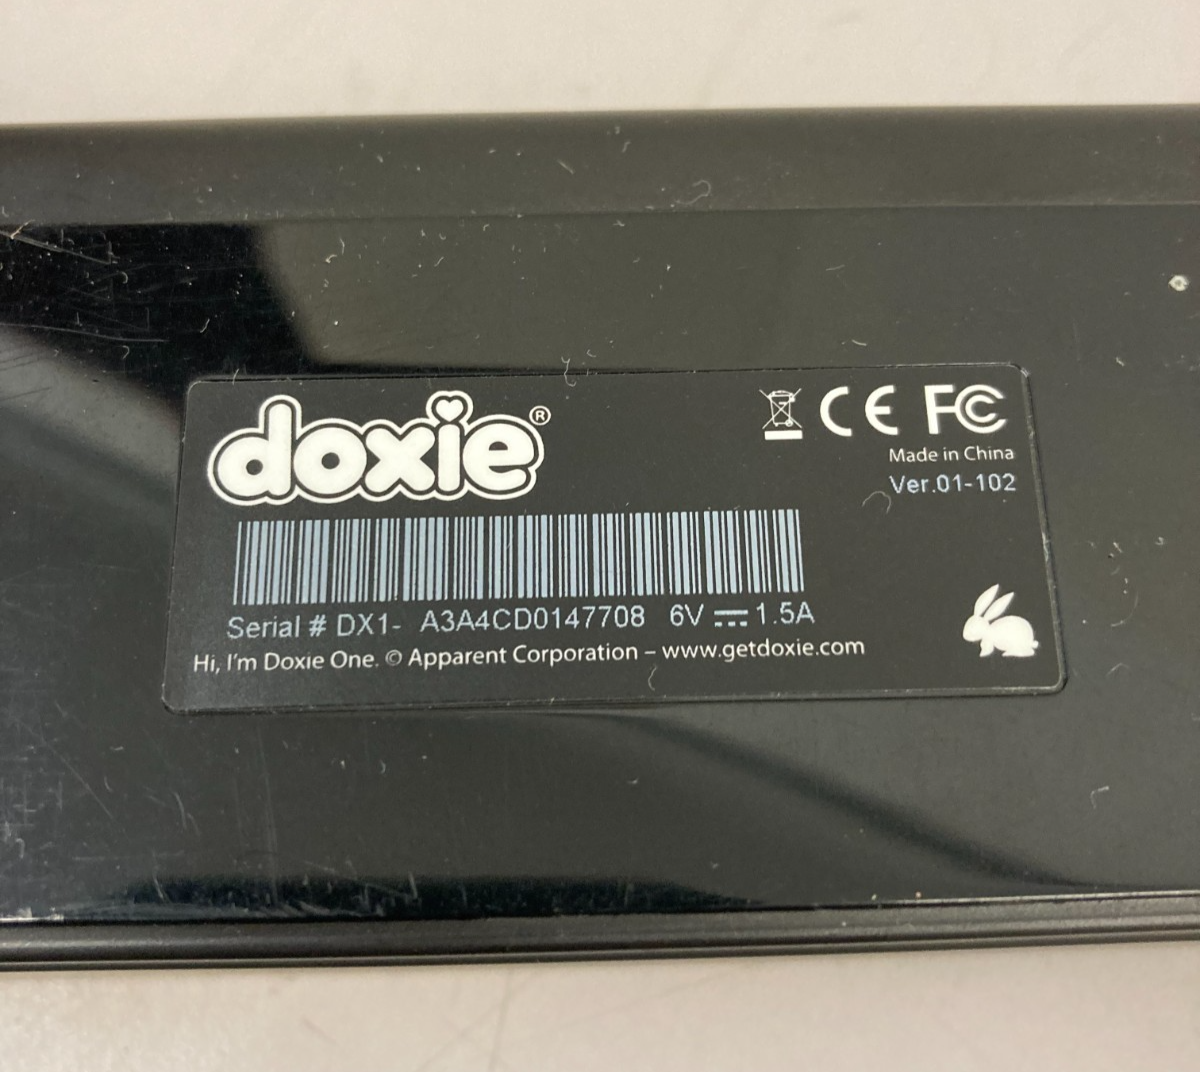 doxie®
CE FC
Made in China
Ver.01-102
Serial # DX1- A3A4CD0147708 6V ⎓ 1.5A
Hi, I'm Doxie One. © Apparent Corporation – www.getdoxie.com